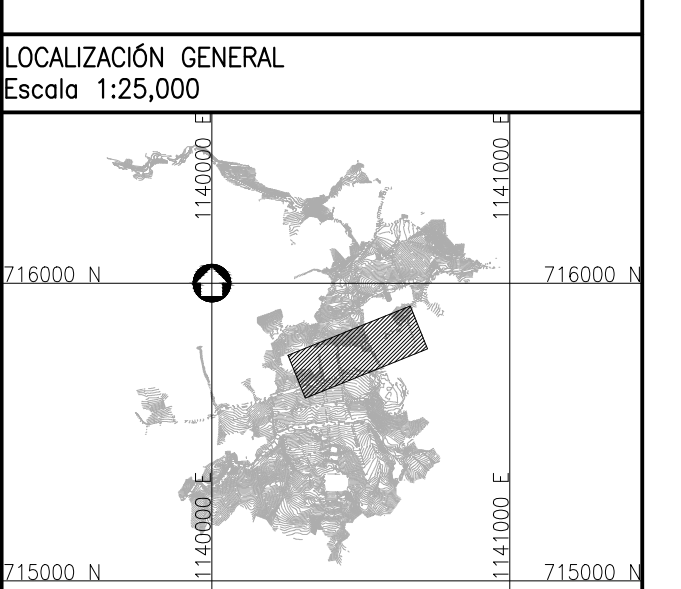 LOCALIZACIÓN GENERAL
Escala 1:25,000
1140000 E
1141000 E
716000 N
716000 N
1140000 E
1141000 E
715000 N
715000 N